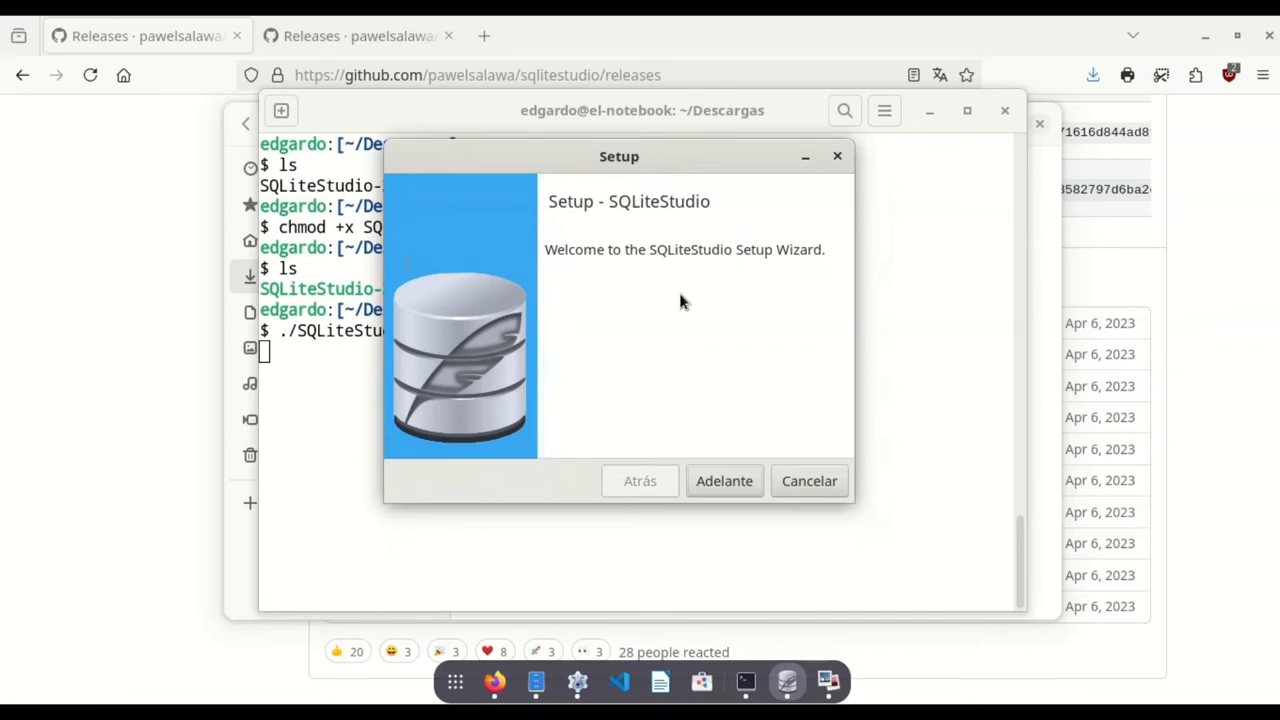 Releases · pawelsalawa/
Releases · pawelsalawa/
https://github.com/pawelsalawa/sqlitestudio/releases
2
edgardo@el-notebook: ~/Descargas
edgardo:[~/De
$ ls
SQLiteStudio-
edgardo:[~/De
$ chmod +x SQ
edgardo:[~/De
$ ls
SQLiteStudio-
edgardo:[~/De
$ ./SQLiteStu
Setup
Setup - SQLiteStudio
Welcome to the SQLiteStudio Setup Wizard.
Atrás
Adelante
Cancelar
71616d844ad8
8582797d6ba2
Apr 6, 2023
Apr 6, 2023
Apr 6, 2023
Apr 6, 2023
Apr 6, 2023
Apr 6, 2023
Apr 6, 2023
Apr 6, 2023
Apr 6, 2023
Apr 6, 2023
20 3 3 8 3 3 28 people reacted